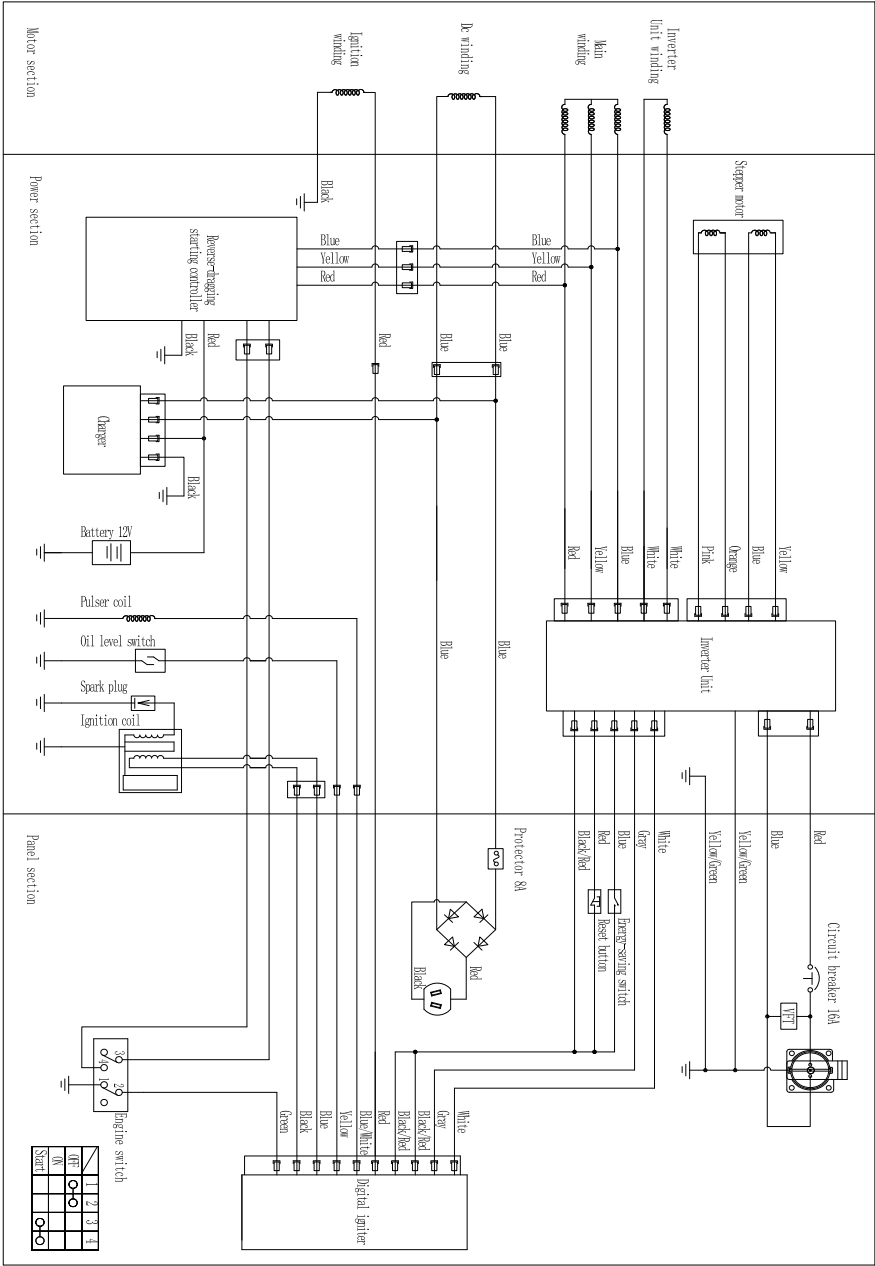 Motor section
Ignition
winding
Dc winding
Main
winding
Inverter
Unit winding
Power section
Black
Reverse-dragging
starting controller
Blue
Yellow
Red
Blue
Yellow
Red
Stepper motor
Black
Red
Red
Blue
Blue
Charger
Black
Battery 12V
Red
Yellow
Blue
White
White
Pink
Orange
Blue
Yellow
Pulser coil
Oil level switch
Spark plug
Ignition coil
Blue
Blue
Inverter Unit
Panel section
Protector 8A
Black/Red
Red
Blue
Gray
White
Yellow/Green
Yellow/Green
Blue
Red
Reset button
Energy-saving switch
Circuit breaker 16A
VFT
Black
Red
3
4
1
2
Engine switch
Green
Black
Blue
Yellow
Blue/White
Red
Black/Red
Black/Red
Gray
White
Digital igniter
1 2 3 4
OFF
ON
Start